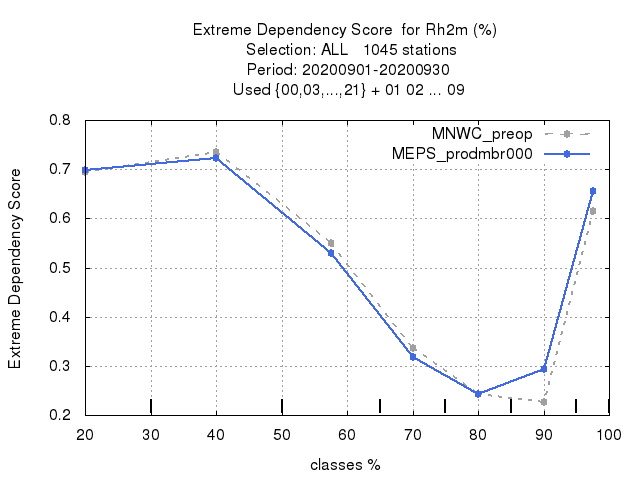 Extreme Dependency Score  for Rh2m (%)
Selection: ALL   1045 stations
Period: 20200901-20200930
Used {00,03,...,21} + 01 02 ... 09
MNWC_preop
MEPS_prodmbr000
Extreme Dependency Score
0.8
0.7
0.6
0.5
0.4
0.3
0.2
20 30 40 50 60 70 80 90 100
classes %